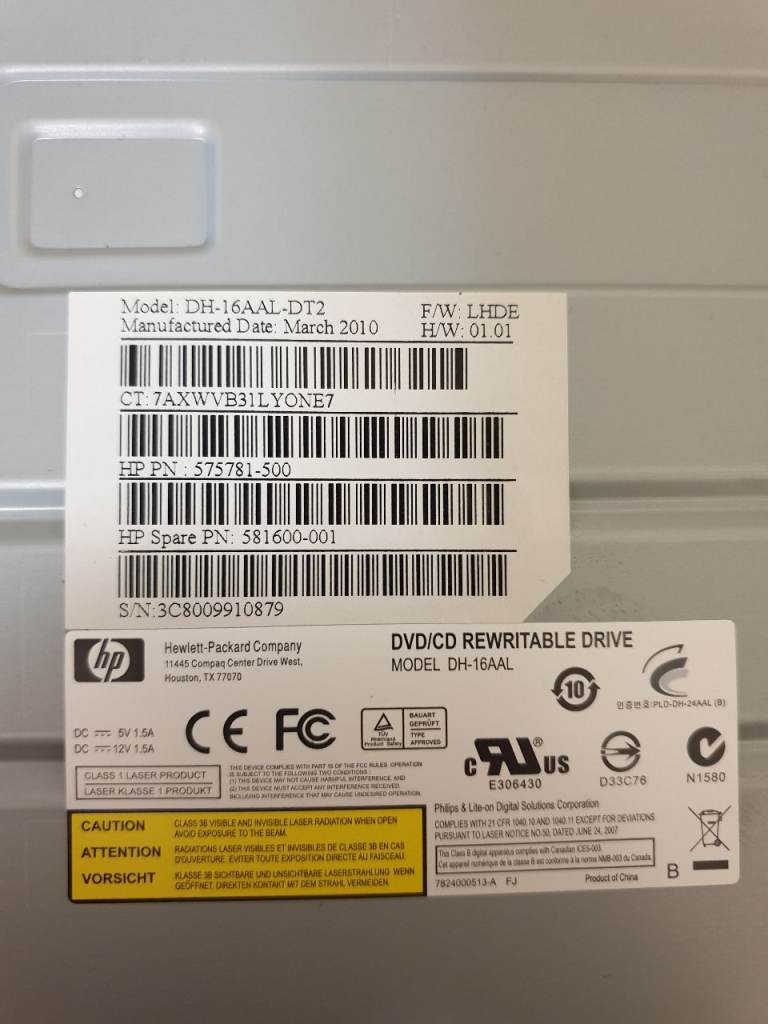 Model: DH-16AAL-DT2 F/W: LHDE
Manufactured Date: March 2010 H/W: 01.01
CT: 7AXWVB31LYONE7
HP PN : 575781-500
HP Spare PN: 581600-001
S/N:3C8009910879
hp
Hewlett-Packard Company
11445 Compaq Center Drive West,
Houston, TX 77070
DVD/CD REWRITABLE DRIVE
MODEL DH-16AAL
10
인증번호:PLD-DH-24AAL (B)
DC 5V 1.5A
DC 12V 1.5A
CE FC
TÜV
Rheinland
Product Safety
BAUART
GEPRÜFT
TYPE
APPROVED
c RU ® US
E306430
D33C76
N1580
CLASS 1 LASER PRODUCT
LASER KLASSE 1 PRODUKT
THIS DEVICE COMPLIES WITH PART 15 OF THE FCC RULES. OPERATION
IS SUBJECT TO THE FOLLOWING TWO CONDITIONS :
(1) THIS DEVICE MAY NOT CAUSE HARMFUL INTERFERENCE, AND
(2) THIS DEVICE MUST ACCEPT ANY INTERFERENCE RECEIVED,
INCLUDING INTERFERENCE THAT MAY CAUSE UNDESIRED OPERATION.
CAUTION CLASS 3B VISIBLE AND INVISIBLE LASER RADIATION WHEN OPEN
AVOID EXPOSURE TO THE BEAM.
ATTENTION RADIATIONS LASER VISIBLES ET INVISIBLES DE CLASSE 3B EN CAS
D'OUVERTURE. EVITER TOUTE EXPOSITION DIRECTE AU FAISCEAU.
VORSICHT KLASSE 3B SICHTBARE UND UNSICHTBARE LASERSTRAHLUNG WENN
GEÖFFNET. DIREKTEN KONTAKT MIT DEM STRAHL VERMEIDEN.
Philips & Lite-on Digital Solutions Corporation
COMPLIES WITH 21 CFR 1040.10 AND 1040.11 EXCEPT FOR DEVIATIONS
PURSUANT TO LASER NOTICE NO.50, DATED JUNE 24, 2007
This Class B digital apparatus complies with Canadian ICES-003.
Cet appareil numérique de la classe B est conforme à la norme NMB-003 du Canada.
7824000513-A FJ Product of China
B